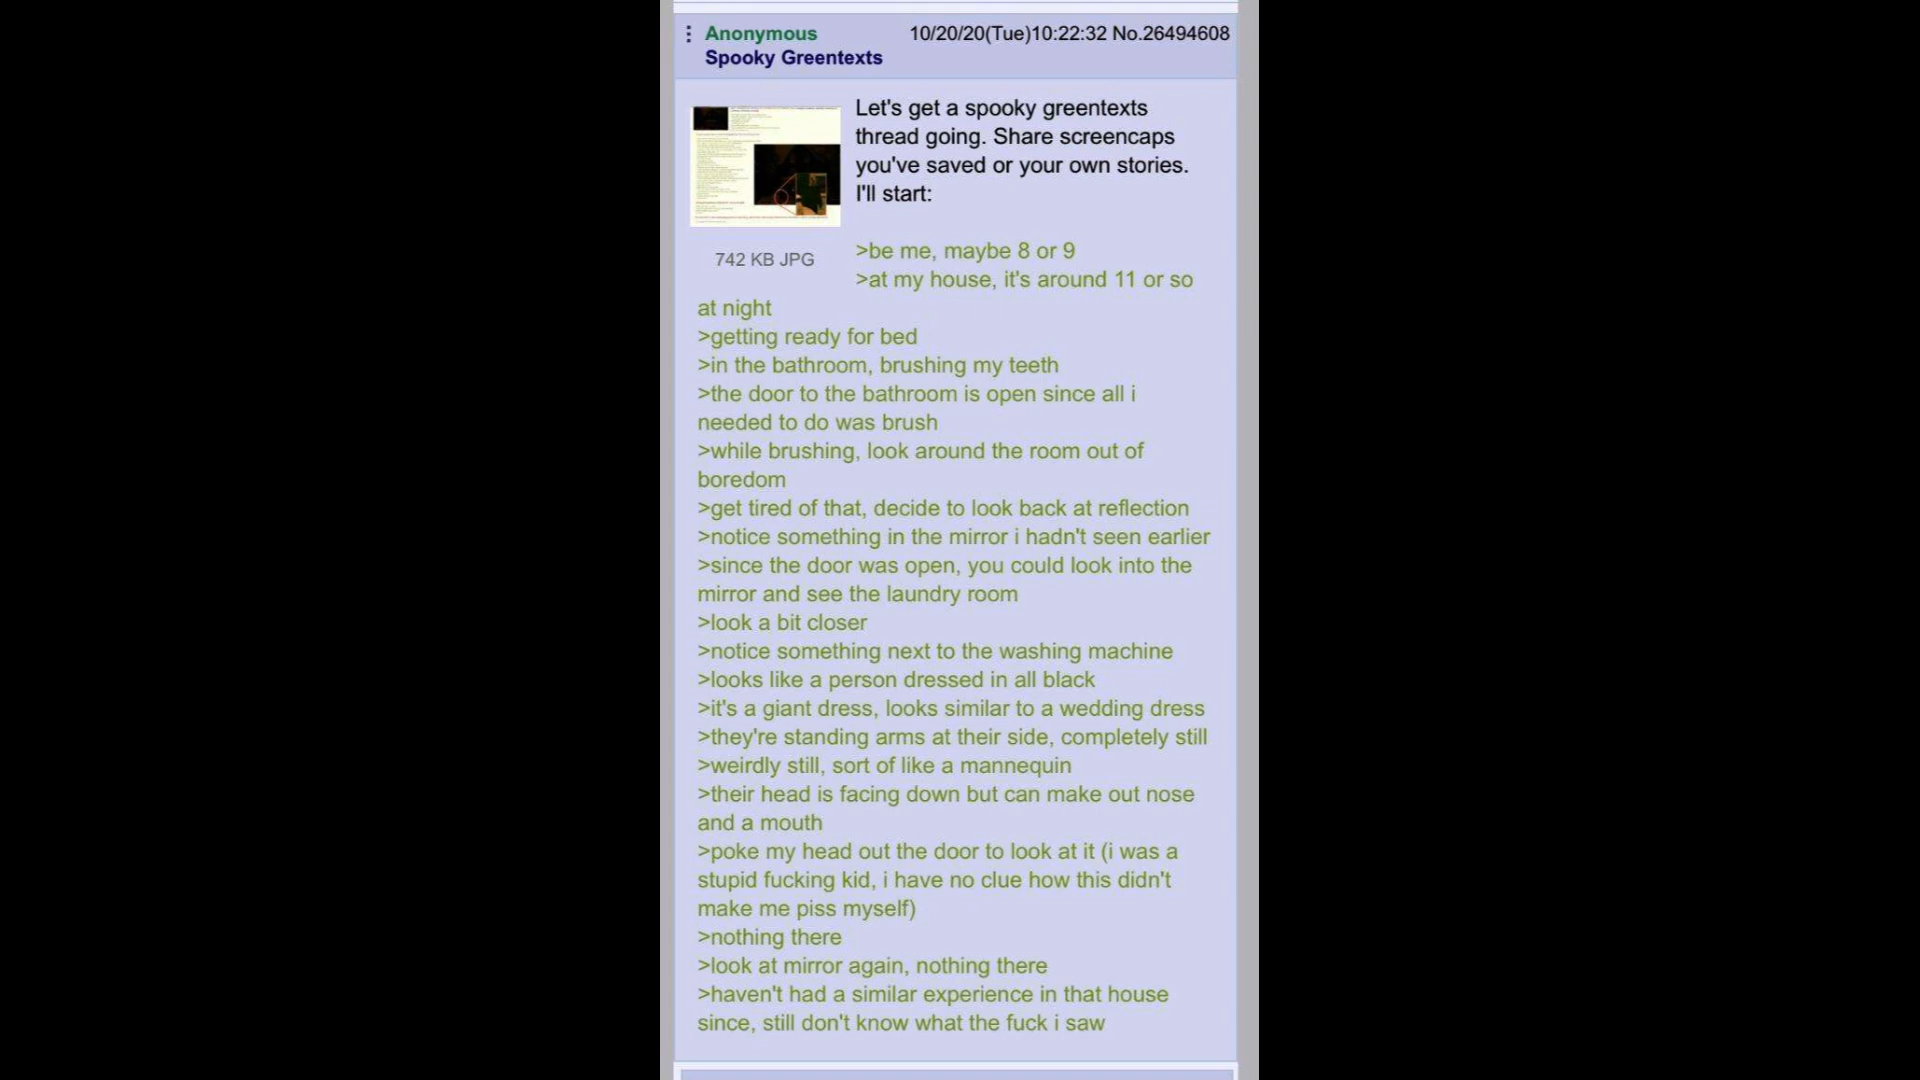 Anonymous 10/20/20(Tue)10:22:32 No.26494608
Spooky Greentexts
Let's get a spooky greentexts
thread going. Share screencaps
you've saved or your own stories.
I'll start:
742 KB JPG
>be me, maybe 8 or 9
>at my house, it's around 11 or so
at night
>getting ready for bed
>in the bathroom, brushing my teeth
>the door to the bathroom is open since all i
needed to do was brush
>while brushing, look around the room out of
boredom
>get tired of that, decide to look back at reflection
>notice something in the mirror i hadn't seen earlier
>since the door was open, you could look into the
mirror and see the laundry room
>look a bit closer
>notice something next to the washing machine
>looks like a person dressed in all black
>it's a giant dress, looks similar to a wedding dress
>they're standing arms at their side, completely still
>weirdly still, sort of like a mannequin
>their head is facing down but can make out nose
and a mouth
>poke my head out the door to look at it (i was a
stupid fucking kid, i have no clue how this didn't
make me piss myself)
>nothing there
>look at mirror again, nothing there
>haven't had a similar experience in that house
since, still don't know what the fuck i saw